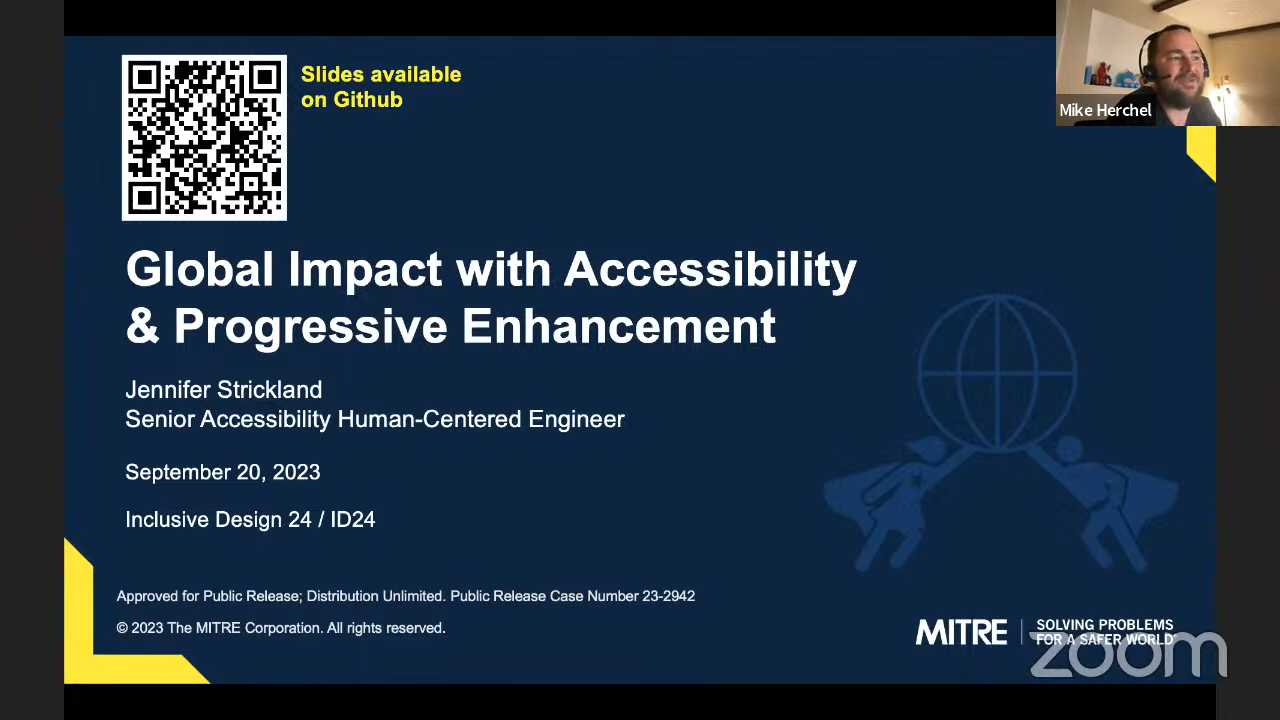 Slides available
on Github
Mike Herchel
Global Impact with Accessibility
& Progressive Enhancement
Jennifer Strickland
Senior Accessibility Human-Centered Engineer
September 20, 2023
Inclusive Design 24 / ID24
Approved for Public Release; Distribution Unlimited. Public Release Case Number 23-2942
© 2023 The MITRE Corporation. All rights reserved.
MITRE
SOLVING PROBLEMS
FOR A SAFER WORLD
zoom